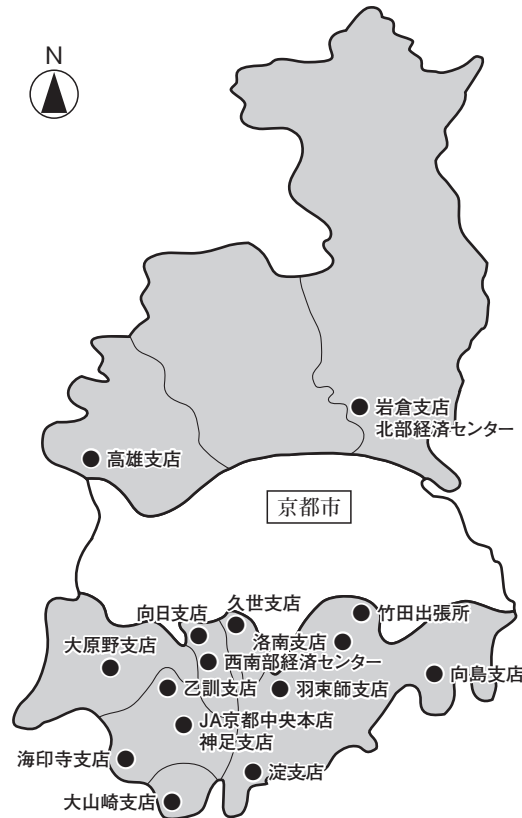 N
岩倉支店
北部経済センター
高雄支店
京都市
久世支店
向日支店
竹田出張所
大原野支店
洛南支店
西南部経済センター
向島支店
乙訓支店
羽束師支店
JA京都中央本店
神足支店
海印寺支店
淀支店
大山崎支店